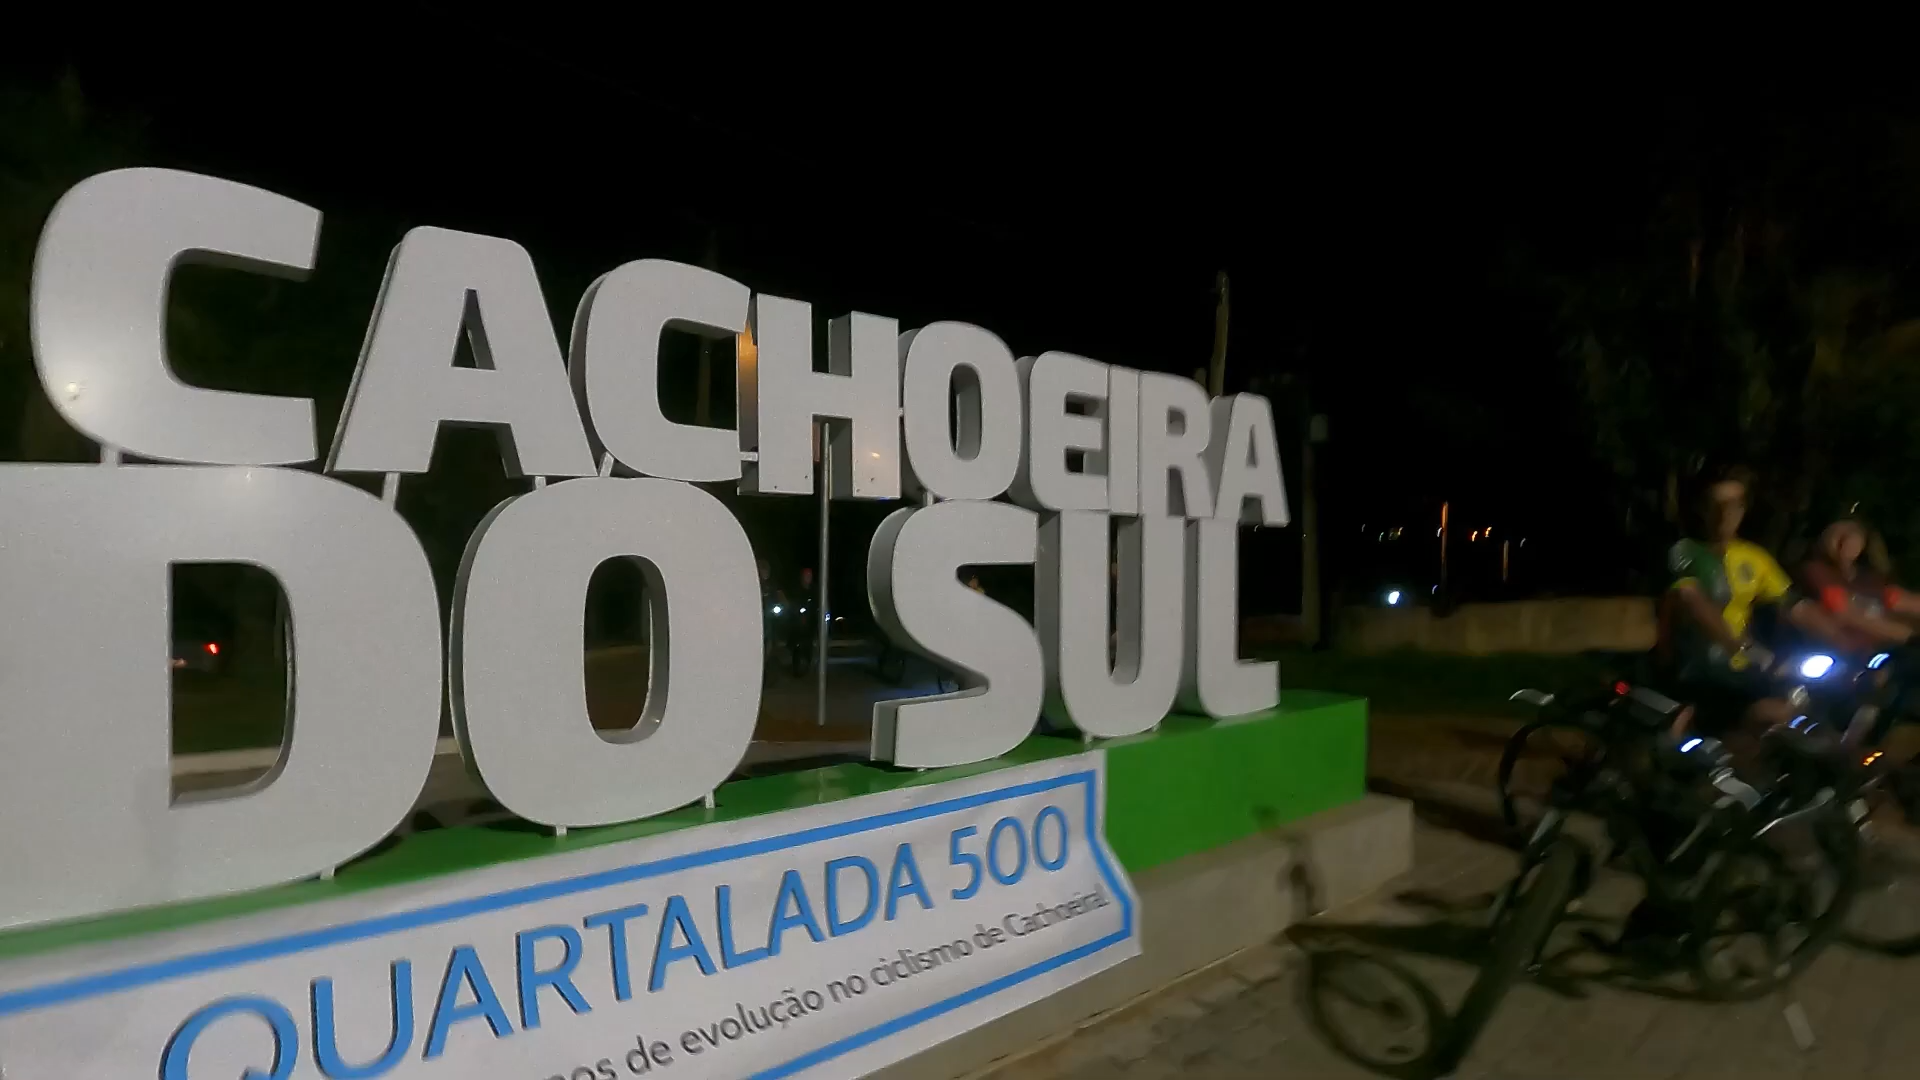 CACHOEIRA
DO SUL
QUARTALADA 500
de evolução no ciclismo de Cachoeira!